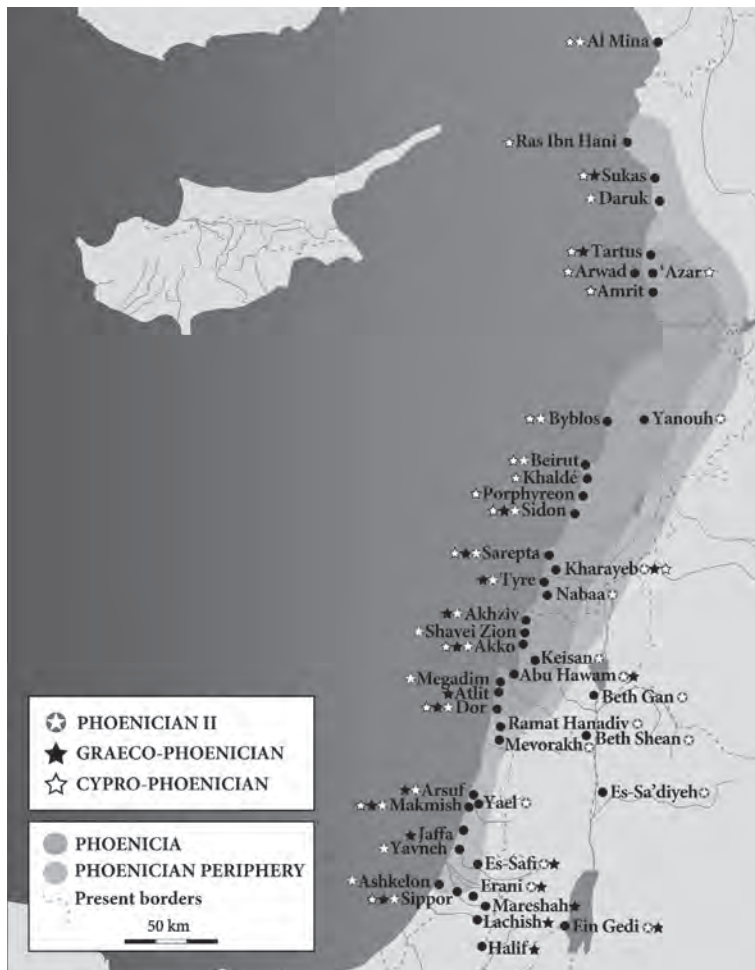 Al Mina
Ras Ibn Hani
Sukas
Daruk
Tartus
Arwad
'Azar
Amrit
Byblos
Yanouh
Beirut
Khaldé
Porphyreon
Sidon
Sarepta
Kharayeb
Tyre
Nabaa
Akhziv
Shavei Zion
Akko
Keisan
Abu Hawam
Megadim
Atlit
Beth Gan
Dor
Ramat Hanadiv
Beth Shean
Mevorakh
Arsuf
Es-Sa'diyeh
Makmish
Yael
Jaffa
Yavneh
Es-Safi
Ashkelon
Erani
Sippor
Mareshah
Lachish
Ein Gedi
Halif
PHOENICIAN II
GRAECO-PHOENICIAN
CYPRO-PHOENICIAN
PHOENICIA
PHOENICIAN PERIPHERY
Present borders
50 km